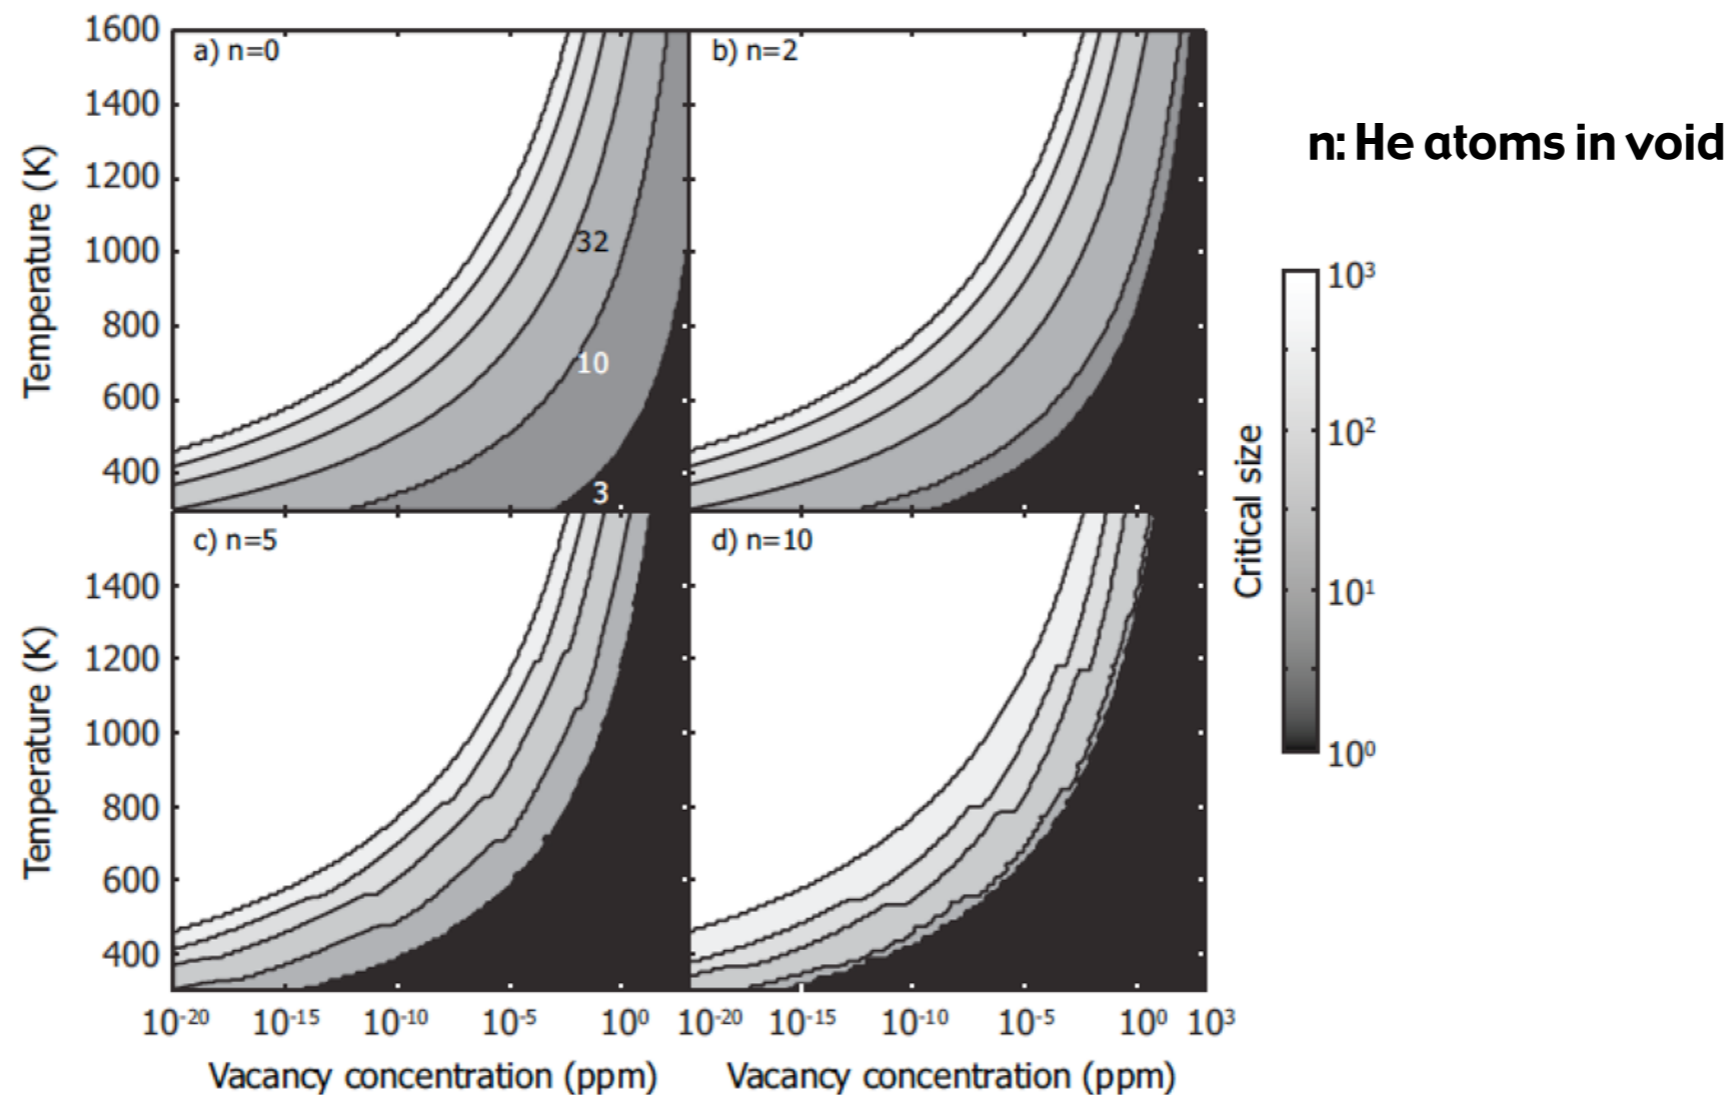 1600
a) n=0
b) n=2
1400
n: He atoms in void
1200
1000
32
800
10
600
400
3
Temperature (K)
c) n=5
d) n=10
1400
1200
1000
800
600
400
Temperature (K)
10⁻²⁰ 10⁻¹⁵ 10⁻¹⁰ 10⁻⁵ 10⁰ 10⁻²⁰ 10⁻¹⁵ 10⁻¹⁰ 10⁻⁵ 10⁰ 10³
Vacancy concentration (ppm) Vacancy concentration (ppm)
10³
10²
10¹
10⁰
Critical size